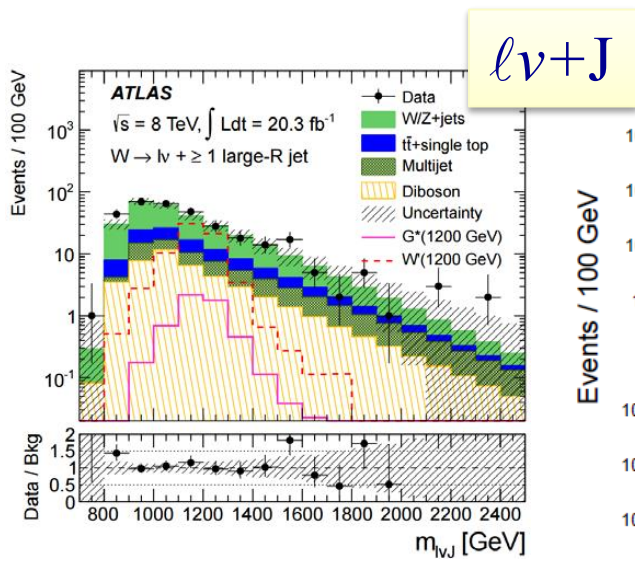 ℓν+J
Events / 100 GeV
ATLAS
√s = 8 TeV, ∫ Ldt = 20.3 fb⁻¹
W → lν + ≥ 1 large-R jet
Data
W/Z+jets
tt̄+single top
Multijet
Diboson
Uncertainty
G*(1200 GeV)
W'(1200 GeV)
10³
10²
10
1
10⁻¹
Data / Bkg
2
1.5
1
0.5
0
800 1000 1200 1400 1600 1800 2000 2200 2400
m_lνJ [GeV]
Events / 100 GeV